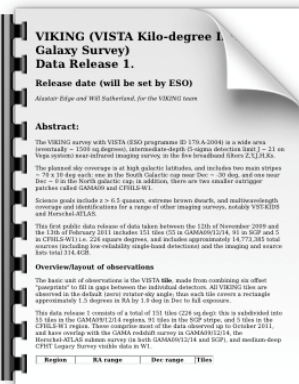 VIKING (VISTA Kilo-degree I
Galaxy Survey)
Data Release 1.
Release date (will be set by ESO)
Alastair Edge and Will Sutherland, for the VIKING team
Abstract:
The VIKING survey with VISTA (ESO programme ID 179.A-2004) is a wide area
(eventually ~ 1500 sq degrees), intermediate-depth (5-sigma detection limit J ~ 21 on
Vega system) near-infrared imaging survey, in the five broadband filters Z,Y,J,H,Ks.
The planned sky coverage is at high galactic latitudes, and includes two main stripes
~ 70 x 10 deg each: one in the South Galactic cap near Dec ~ -30 deg, and one near
Dec ~ 0 in the North galactic cap; in addition, there are two smaller outrigger
patches called GAMA09 and CFHLS-W1.
Science goals include z > 6.5 quasars, extreme brown dwarfs, and multiwavelength
coverage and identifications for a range of other imaging surveys, notably VST-KIDS
and Herschel-ATLAS.
This first public data release of data taken between the 12th of November 2009 and
the 13th of February 2011 includes 151 tiles (55 in GAMA09/12/14, 91 in SGP and 5
in CFHLS-W1) i.e. 226 square degrees, and includes approximately 14,773,385 total
sources (including low-reliability single-band detections) and the imaging and source
lists total 314.4GB.
Overview/layout of observations
The basic unit of observations is the VISTA tile, made from combining six offset
"pawprints" to fill in gaps between the individual detectors. All VIKING tiles are
observed in the default (zero) rotator-sky angle; thus each tile covers a rectangle
approximately 1.5 degrees in RA by 1.0 deg in Dec to full exposure.
This data release 1 consists of a total of 151 tiles (226 sq.deg); this is subdivided into
55 tiles in the GAMA09/12/14 regions, 91 tiles in the SGP stripe, and 5 tiles in the
CFHLS-W1 region. These comprise most of the data observed up to October 2011,
and have overlap with the GAMA redshift survey in GAMA09/12/14, the
Herschel-ATLAS submm survey (in both GAMA09/12/14 and SGP), and medium-deep
CFHT Legacy Survey visible data in W1.
Region RA range Dec range Tiles